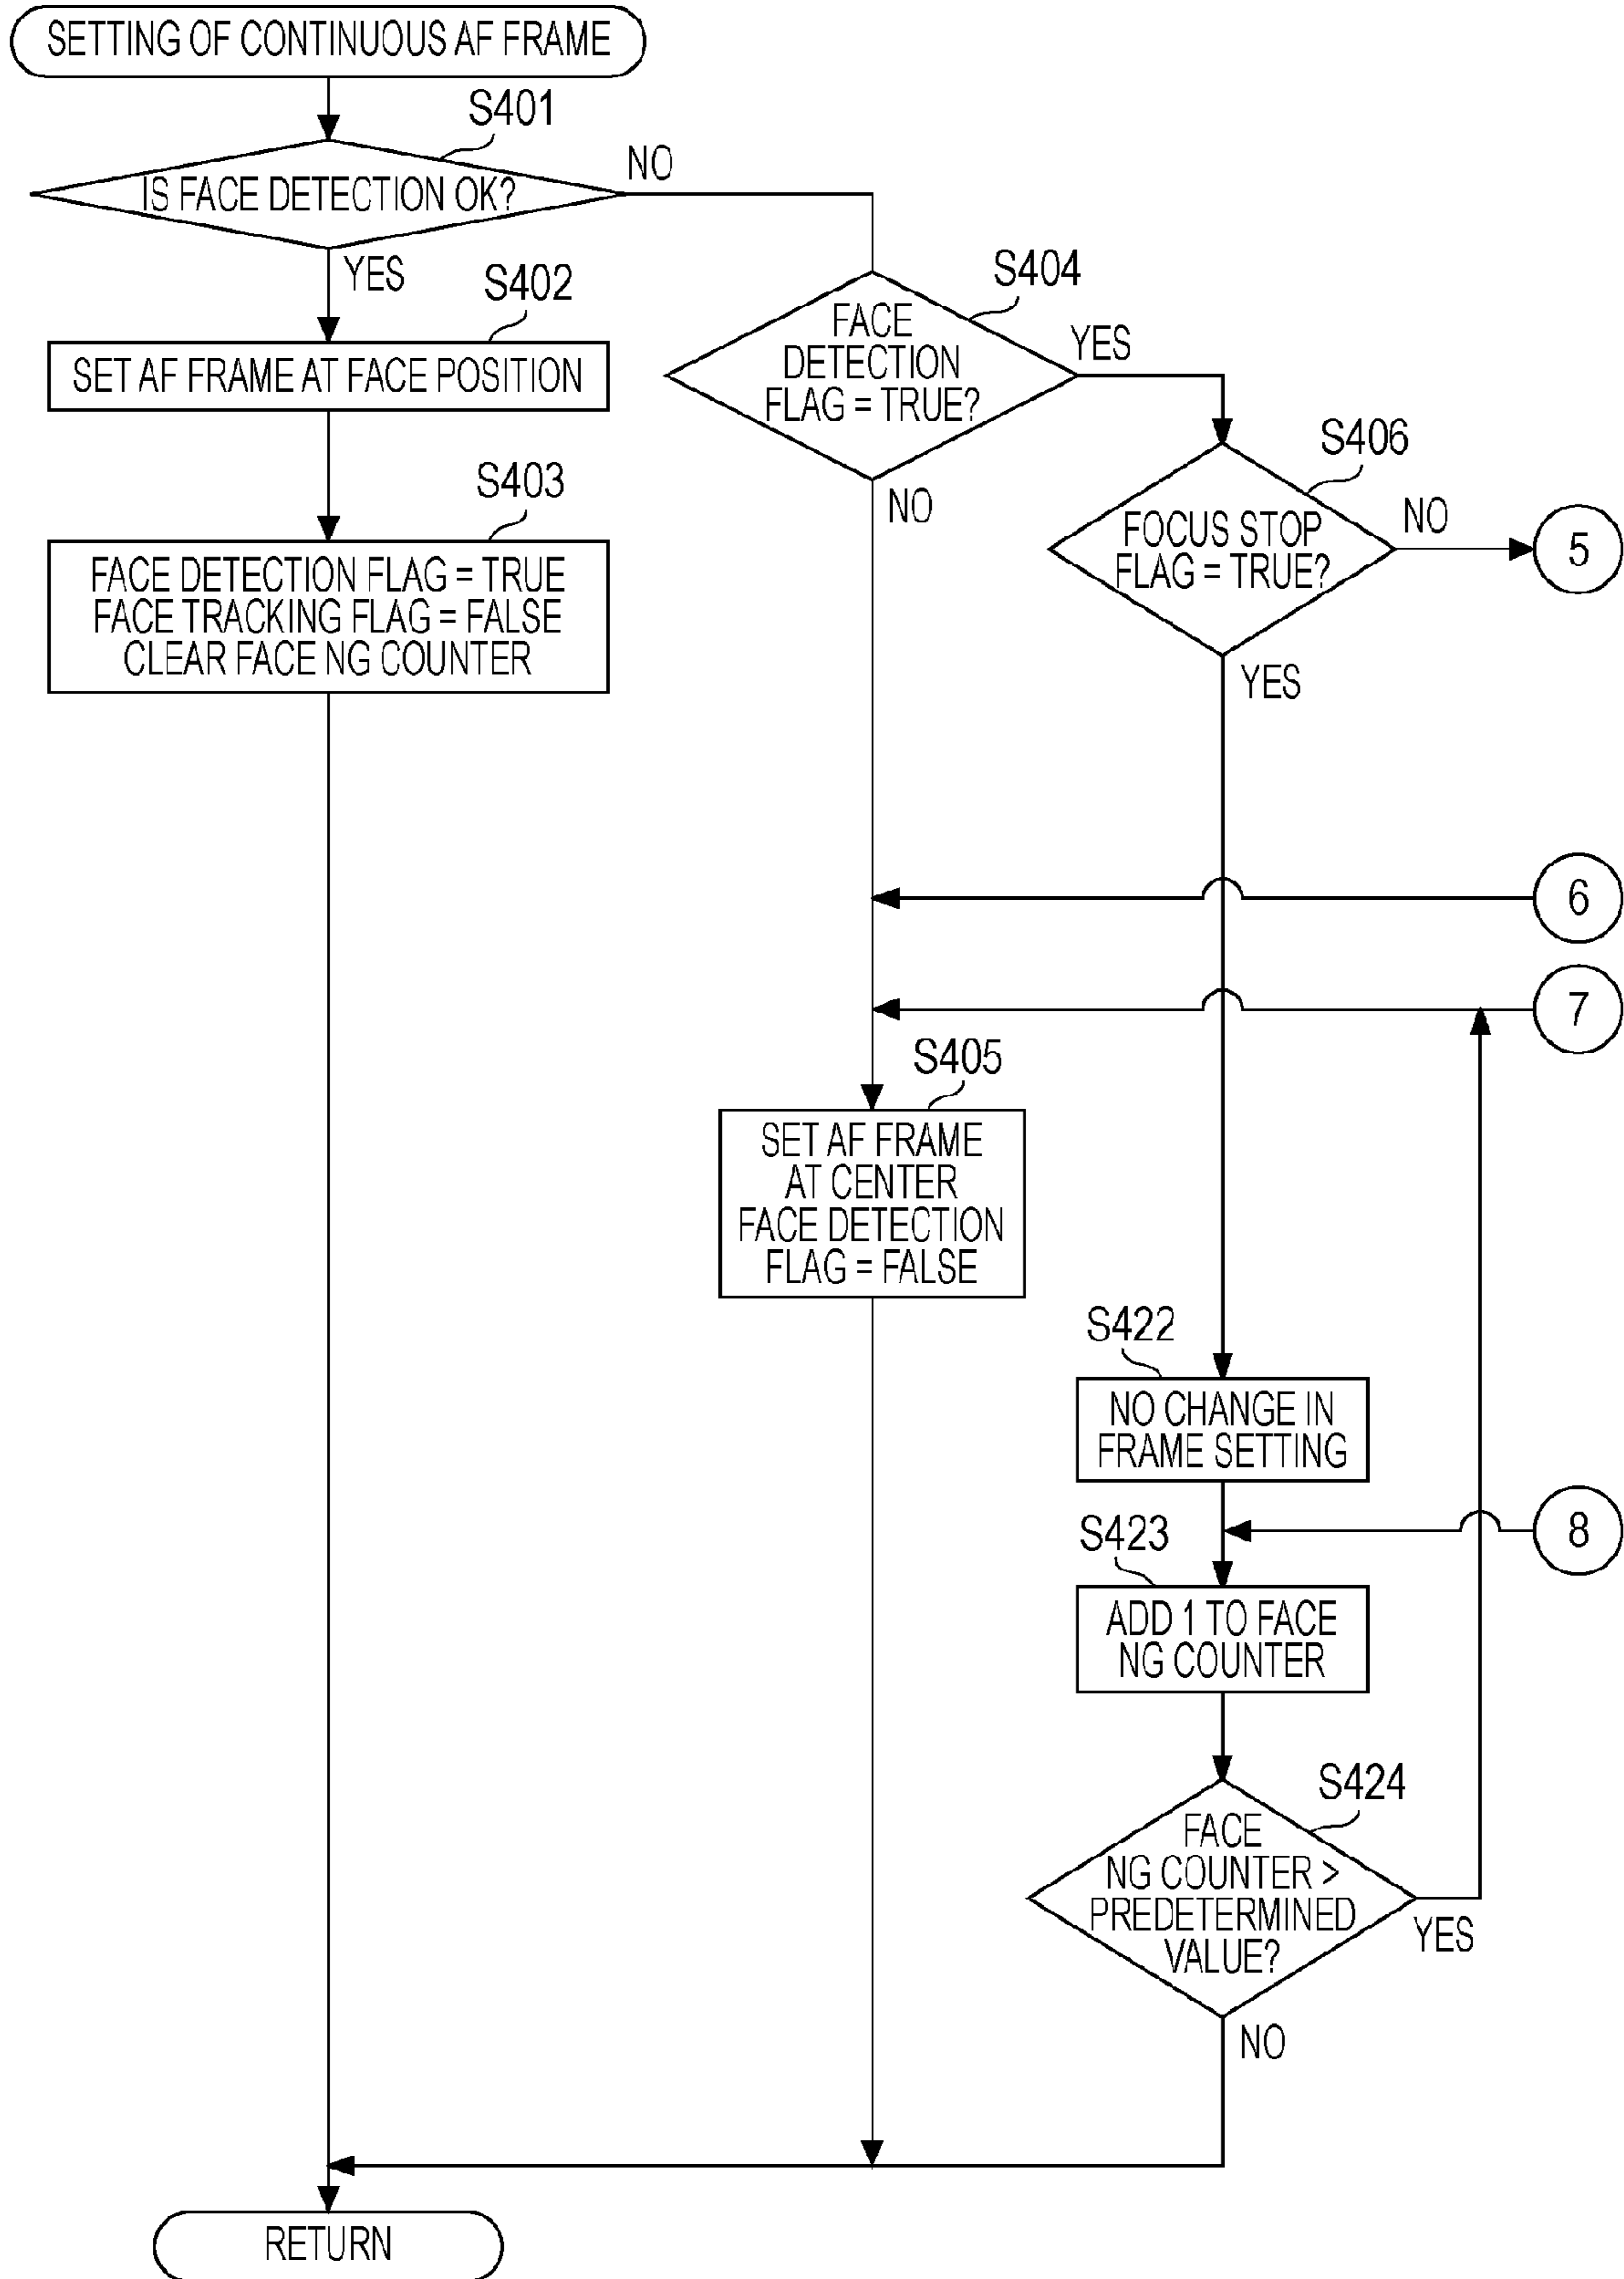 SETTING OF CONTINUOUS AF FRAME
S401
IS FACE DETECTION OK?
NO
YES
S402
SET AF FRAME AT FACE POSITION
S403
FACE DETECTION FLAG = TRUE
FACE TRACKING FLAG = FALSE
CLEAR FACE NG COUNTER
S404
FACE
DETECTION
FLAG = TRUE?
YES
NO
S406
FOCUS STOP
FLAG = TRUE?
NO
5
YES
6
7
S405
SET AF FRAME
AT CENTER
FACE DETECTION
FLAG = FALSE
S422
NO CHANGE IN
FRAME SETTING
8
S423
ADD 1 TO FACE
NG COUNTER
S424
FACE
NG COUNTER >
PREDETERMINED
VALUE?
YES
NO
RETURN